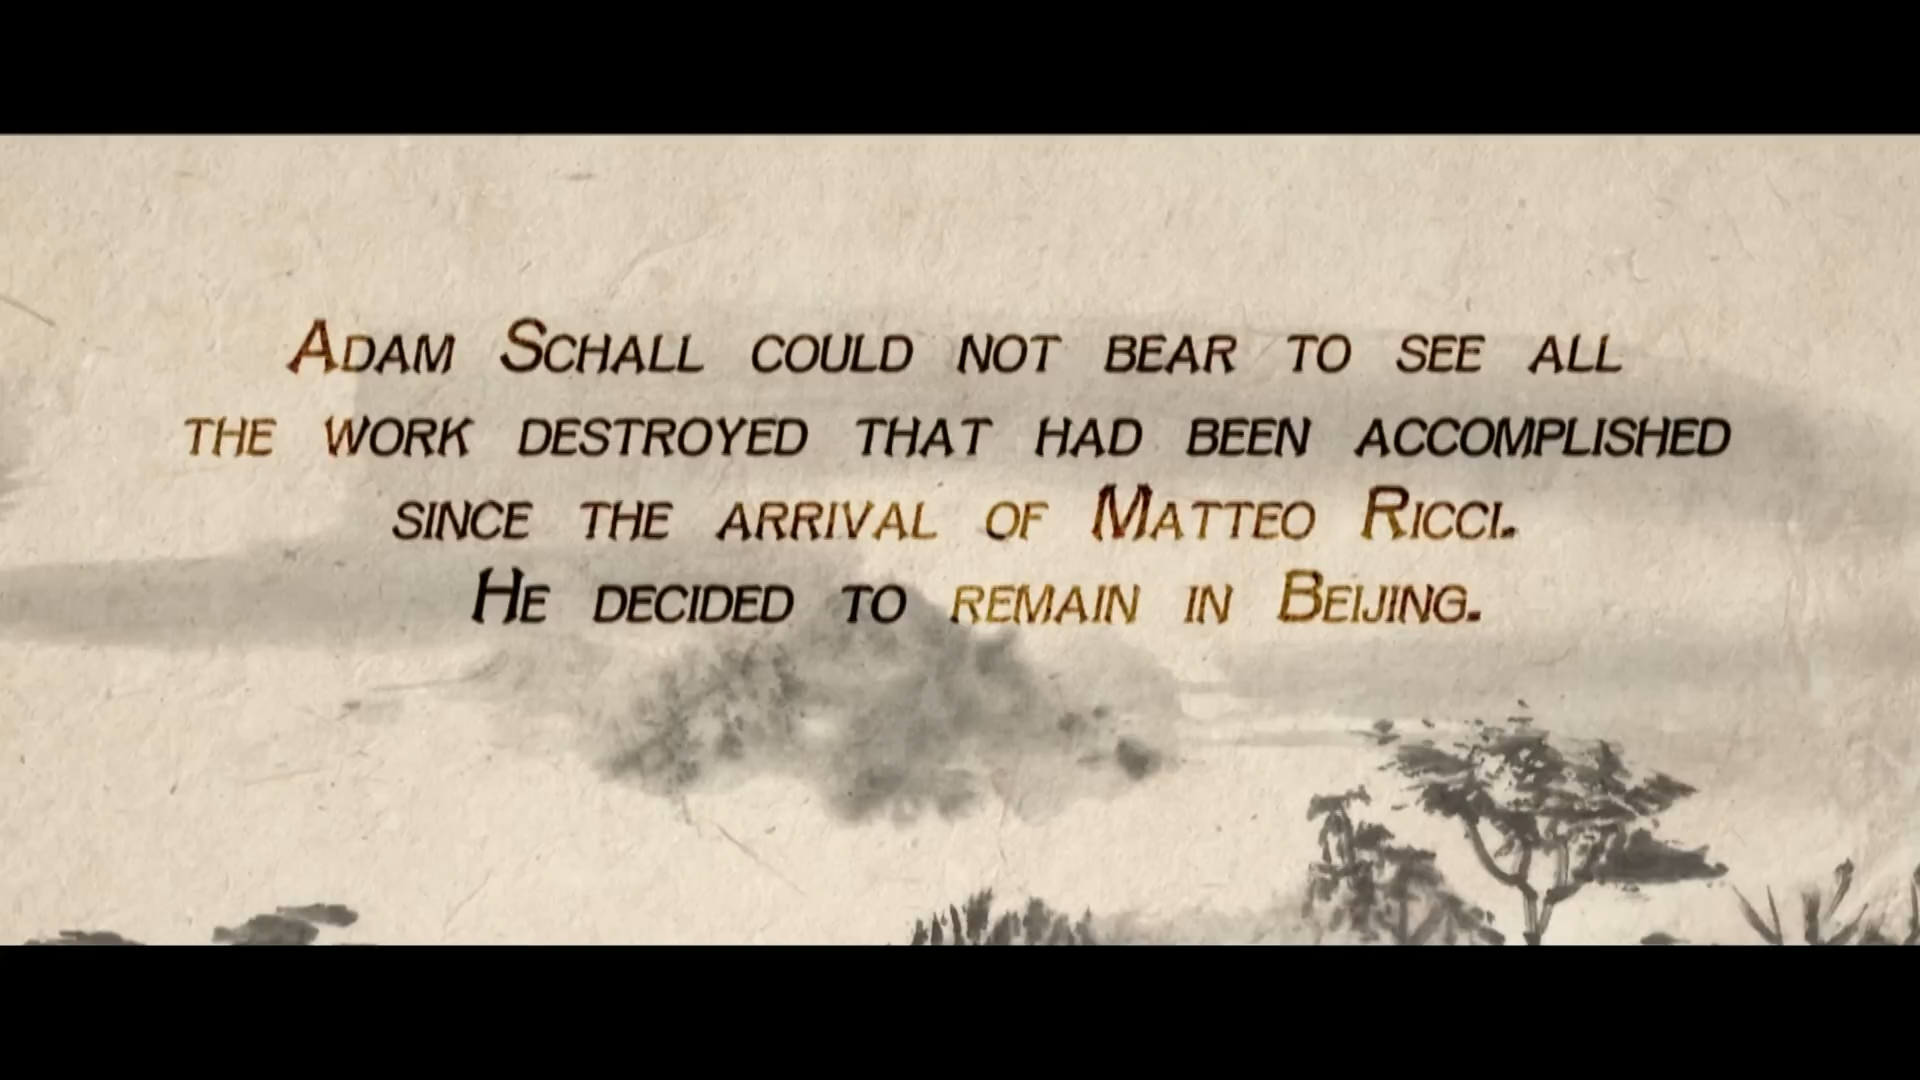 Adam Schall could not bear to see all
the work destroyed that had been accomplished
since the arrival of Matteo Ricci.
He decided to remain in Beijing.